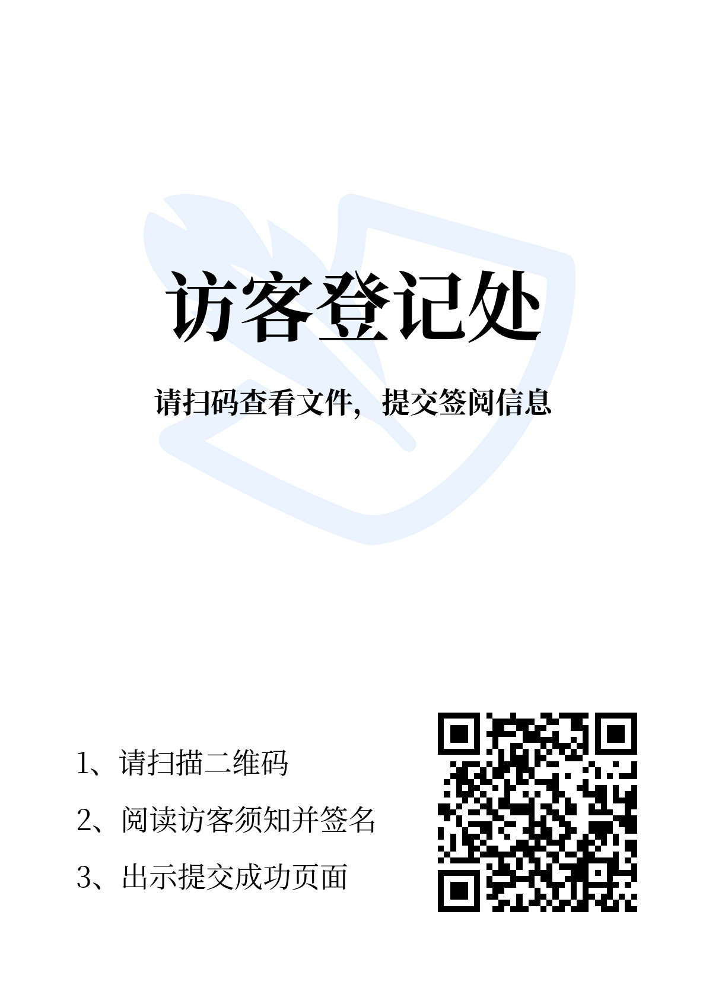 访客登记处
请扫码查看文件，提交签阅信息
1、请扫描二维码
2、阅读访客须知并签名
3、出示提交成功页面